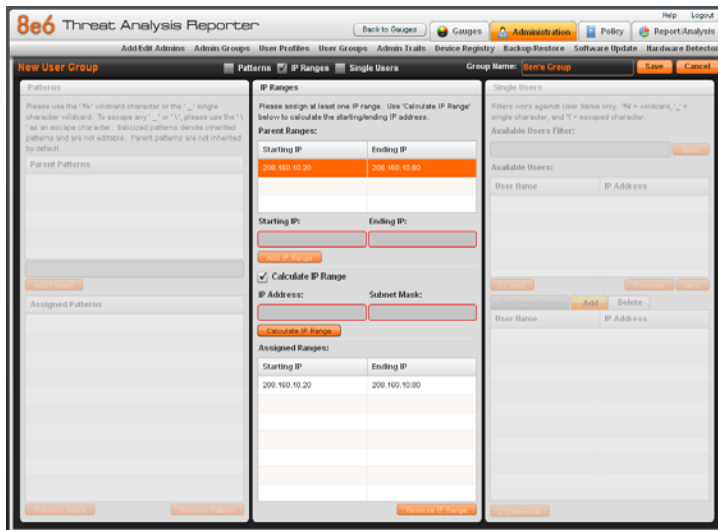 Help Logout
8e6 Threat Analysis Reporter
Back to Gauges Gauges Administration Policy Report/Analysis
Add/Edit Admins Admin Groups User Profiles User Groups Admin Trails Device Registry Backup/Restore Software Update Hardware Detector
New User Group Patterns IP Ranges Single Users Group Name: Ben's Group Save Cancel
Patterns
Please use the '%' wildcard character or the '_' single
character wildcard. To escape any '_' or '\', please use the '\
' as an escape character. Italicized patterns denote inherited
patterns and are not editable. Parent patterns are not inherited
by default.
Parent Patterns
Add Pattern
Assigned Patterns
Preview Users Remove Pattern
IP Ranges
Please assign at least one IP range. Use 'Calculate IP Range'
below to calculate the starting/ending IP address.
Parent Ranges:
Starting IP Ending IP
208.160.10.20 208.160.10.80
Starting IP: Ending IP:
Add IP Range
Calculate IP Range
IP Address: Subnet Mask:
Calculate IP Range
Assigned Ranges:
Starting IP Ending IP
208.160.10.20 208.160.10.80
Remove IP Range
Single Users
Filters work against User Name only. '%' = wildcard, '_' =
single character, and '\' = escaped character.
Available Users Filter:
Apply
Available Users:
User Name IP Address
Previous Next
Add Delete
User Name IP Address